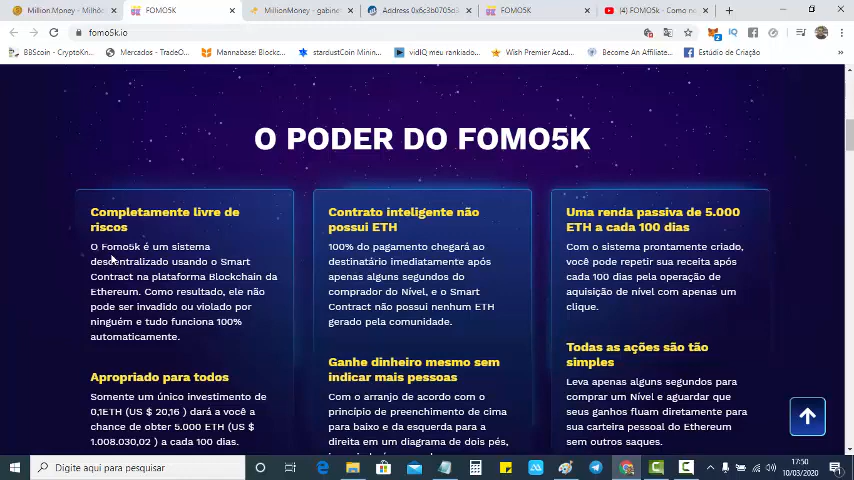 Million.Money - Milhõ
FOMO5K
MillionMoney - gabine
Address 0x6c3b0705a3
FOMO5K
(4) FOMO5k - Como ne
fomo5k.io
BBScoin - CryptoKn...
Mercados - TradeO...
Mannabase: Blockc...
stardustCoin Minin...
vidIQ meu rankiado...
Wish Premier Acad...
Become An Affiliate...
Estúdio de Criação
O PODER DO FOMO5K
Completamente livre de
riscos
O Fomo5k é um sistema
descentralizado usando o Smart
Contract na plataforma Blockchain da
Ethereum. Como resultado, ele não
pode ser invadido ou violado por
ninguém e tudo funciona 100%
automaticamente.
Apropriado para todos
Somente um único investimento de
0,1ETH (US $ 20,16 ) dará a você a
chance de obter 5.000 ETH (US $
1.008.030,02 ) a cada 100 dias.
Contrato inteligente não
possui ETH
100% do pagamento chegará ao
destinatário imediatamente após
apenas alguns segundos do
comprador do Nível, e o Smart
Contract não possui nenhum ETH
gerado pela comunidade.
Ganhe dinheiro mesmo sem
indicar mais pessoas
Com o arranjo de acordo com o
princípio de preenchimento de cima
para baixo e da esquerda para a
direita em um diagrama de dois pés,
Uma renda passiva de 5.000
ETH a cada 100 dias
Com o sistema prontamente criado,
você pode repetir sua receita após
cada 100 dias pela operação de
aquisição de nível com apenas um
clique.
Todas as ações são tão
simples
Leva apenas alguns segundos para
comprar um Nível e aguardar que
seus ganhos fluam diretamente para
sua carteira pessoal do Ethereum
sem outros saques.
Digite aqui para pesquisar
17:50
10/03/2020